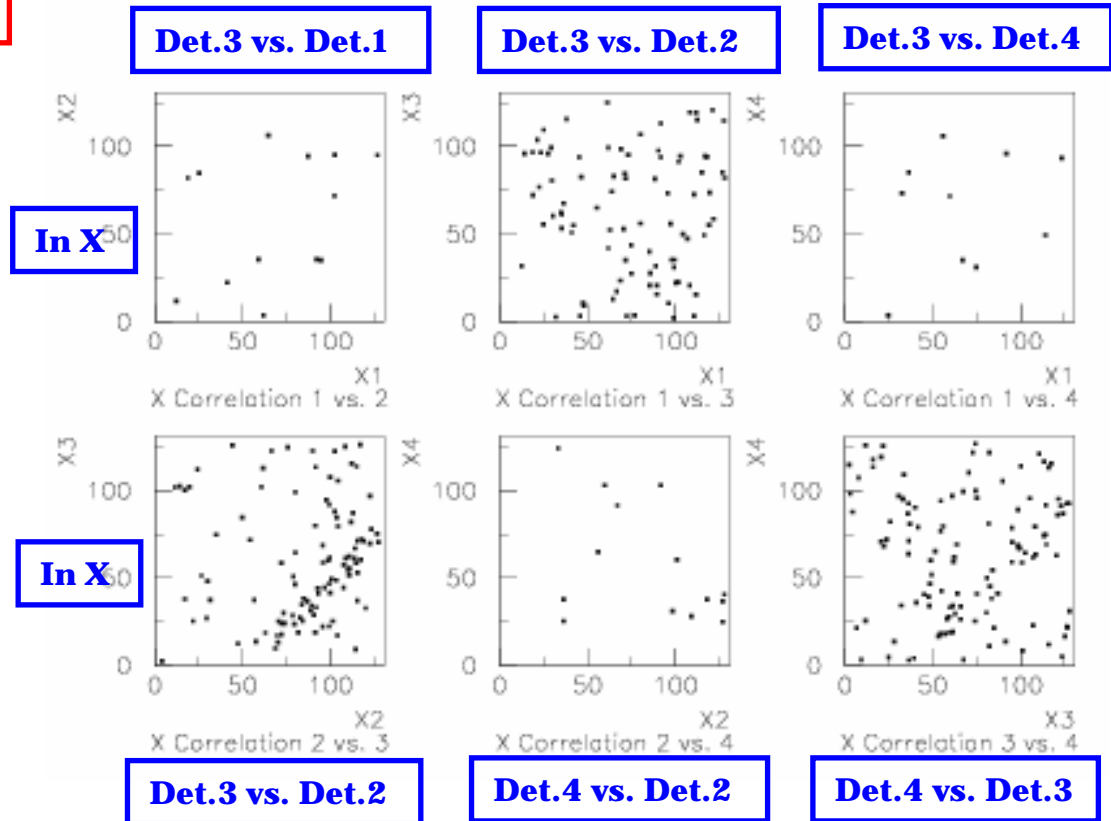 Det.3 vs. Det.1
Det.3 vs. Det.2
Det.3 vs. Det.4
In X
X2
100
50
0
0
50
100
X1
X Correlation 1 vs. 2
X3
100
50
0
0
50
100
X1
X Correlation 1 vs. 3
X4
100
50
0
0
50
100
X1
X Correlation 1 vs. 4
In X
X3
100
50
0
0
50
100
X2
X Correlation 2 vs. 3
X4
100
50
0
0
50
100
X2
X Correlation 2 vs. 4
X4
100
50
0
0
50
100
X3
X Correlation 3 vs. 4
Det.3 vs. Det.2
Det.4 vs. Det.2
Det.4 vs. Det.3